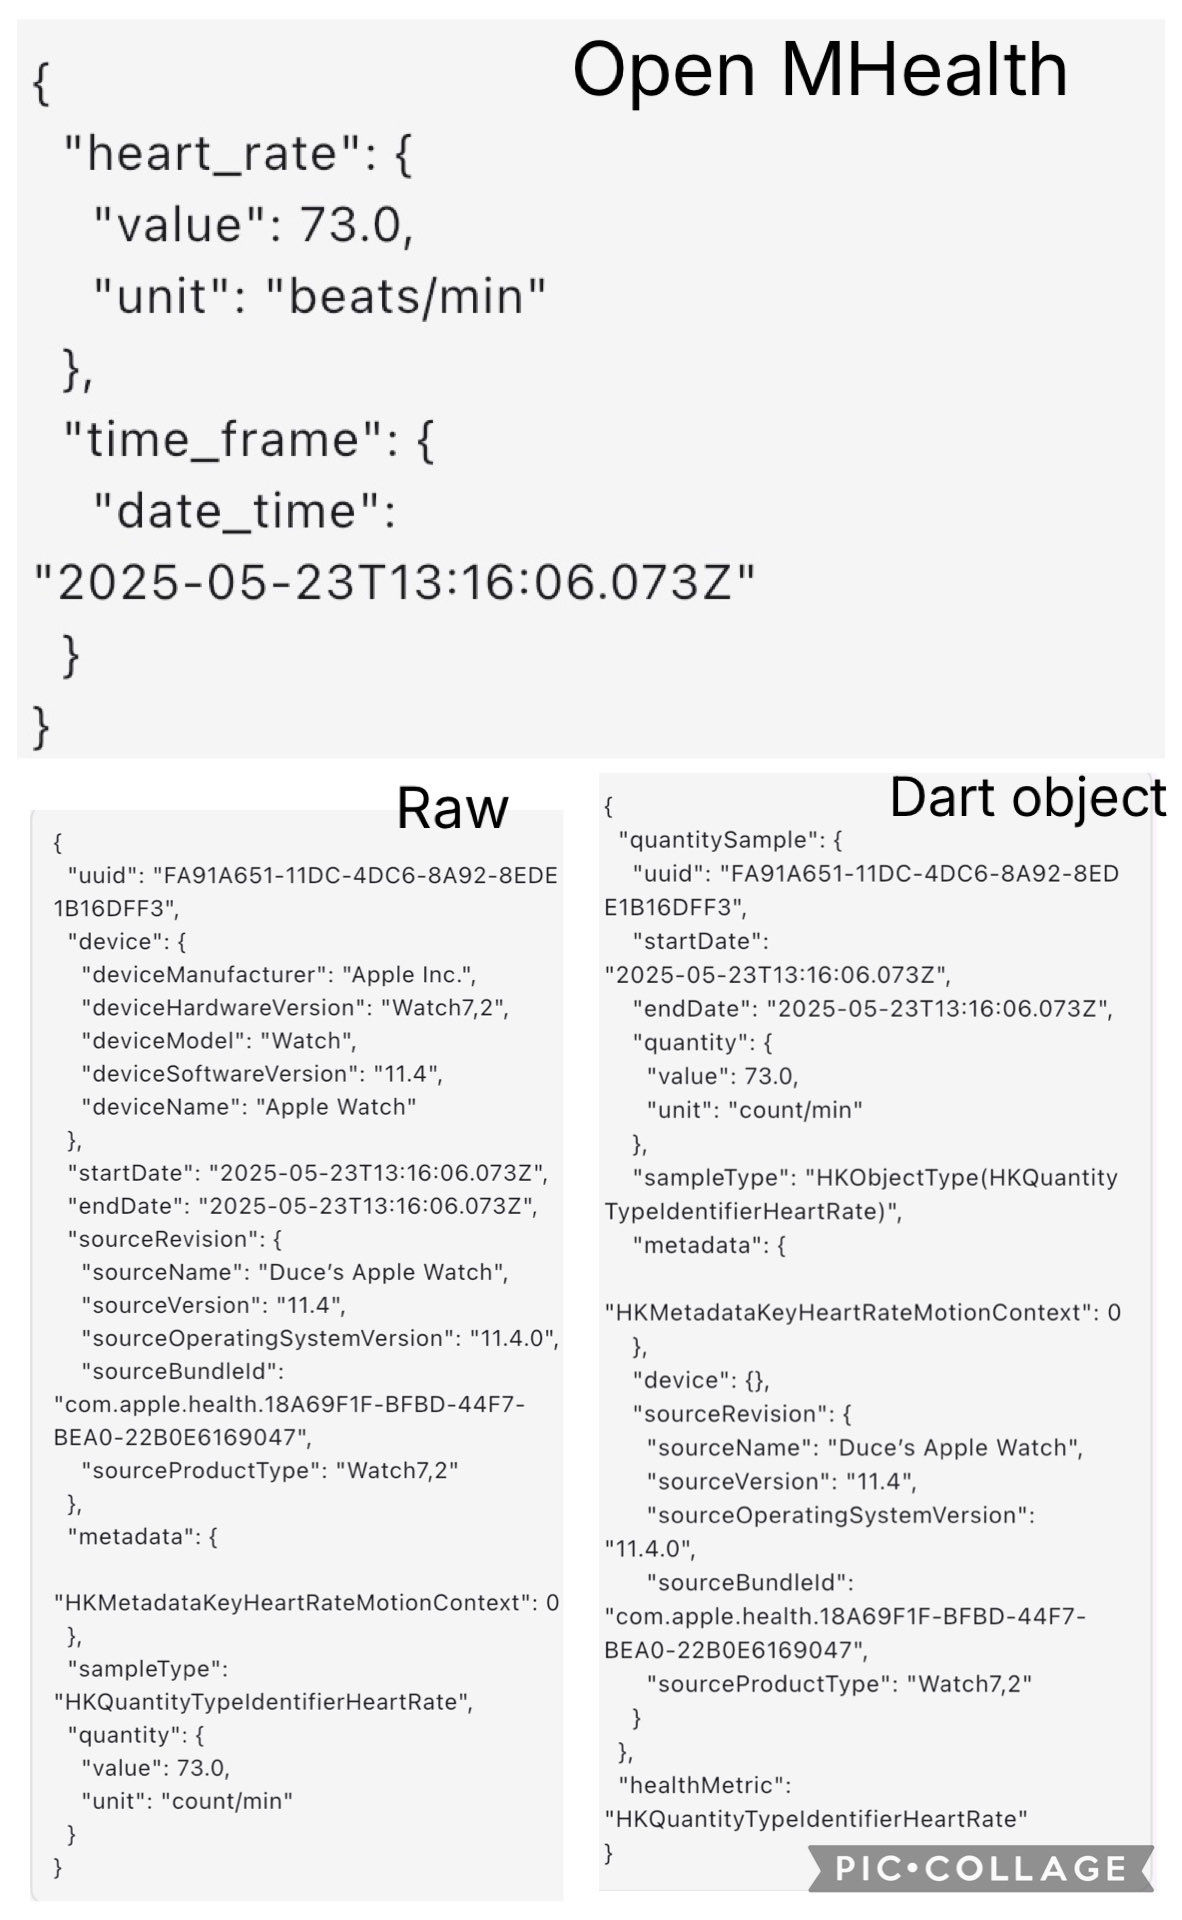 Open MHealth
{
"heart_rate": {
"value": 73.0,
"unit": "beats/min"
},
"time_frame": {
"date_time":
"2025-05-23T13:16:06.073Z"
}
}
Raw
{
"uuid": "FA91A651-11DC-4DC6-8A92-8EDE
1B16DFF3",
"device": {
"deviceManufacturer": "Apple Inc.",
"deviceHardwareVersion": "Watch7,2",
"deviceModel": "Watch",
"deviceSoftwareVersion": "11.4",
"deviceName": "Apple Watch"
},
"startDate": "2025-05-23T13:16:06.073Z",
"endDate": "2025-05-23T13:16:06.073Z",
"sourceRevision": {
"sourceName": "Duce’s Apple Watch",
"sourceVersion": "11.4",
"sourceOperatingSystemVersion": "11.4.0",
"sourceBundleId":
"com.apple.health.18A69F1F-BFBD-44F7-
BEA0-22B0E6169047",
"sourceProductType": "Watch7,2"
},
"metadata": {
"HKMetadataKeyHeartRateMotionContext": 0
},
"sampleType":
"HKQuantityTypeIdentifierHeartRate",
"quantity": {
"value": 73.0,
"unit": "count/min"
}
}
Dart object
{
"quantitySample": {
"uuid": "FA91A651-11DC-4DC6-8A92-8ED
E1B16DFF3",
"startDate":
"2025-05-23T13:16:06.073Z",
"endDate": "2025-05-23T13:16:06.073Z",
"quantity": {
"value": 73.0,
"unit": "count/min"
},
"sampleType": "HKObjectType(HKQuantity
TypeIdentifierHeartRate)",
"metadata": {
"HKMetadataKeyHeartRateMotionContext": 0
},
"device": {},
"sourceRevision": {
"sourceName": "Duce’s Apple Watch",
"sourceVersion": "11.4",
"sourceOperatingSystemVersion":
"11.4.0",
"sourceBundleId":
"com.apple.health.18A69F1F-BFBD-44F7-
BEA0-22B0E6169047",
"sourceProductType": "Watch7,2"
}
},
"healthMetric":
"HKQuantityTypeIdentifierHeartRate"
}
PIC•COLLAGE